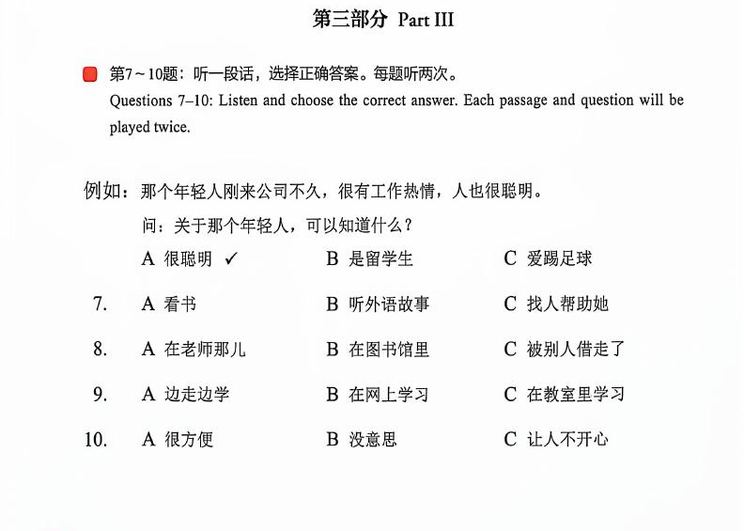 第三部分 Part III
第7~10题：听一段话，选择正确答案。每题听两次。
Questions 7–10: Listen and choose the correct answer. Each passage and question will be
played twice.
例如：那个年轻人刚来公司不久，很有工作热情，人也很聪明。
问：关于那个年轻人，可以知道什么？
A 很聪明 ✓ B 是留学生 C 爱踢足球
7. A 看书 B 听外语故事 C 找人帮助她
8. A 在老师那儿 B 在图书馆里 C 被别人借走了
9. A 边走边学 B 在网上学习 C 在教室里学习
10. A 很方便 B 没意思 C 让人不开心